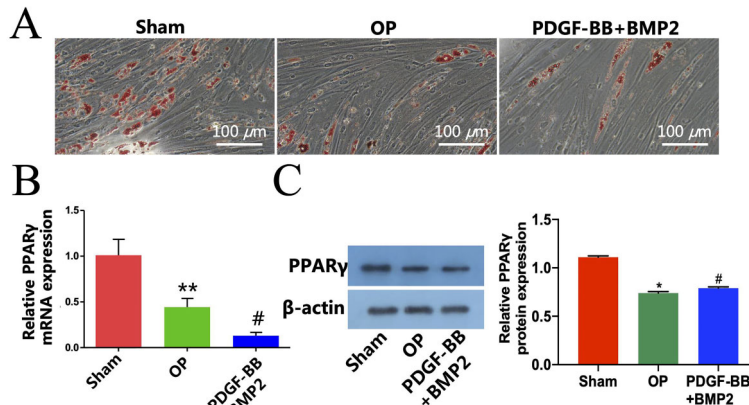 A
Sham
OP
PDGF-BB+BMP2
100 μm
100 μm
100 μm
B
Relative PPARγ
mRNA expression
1.5
1.0
0.5
0.0
**
#
Sham
OP
PDGF-BB
C
PPARγ
β-actin
Sham
OP
PDGF-BB
+BMP2
Relative PPARγ
protein expression
1.5
1.0
0.5
0.0
*
#
Sham
OP
PDGF-BB
+BMP2